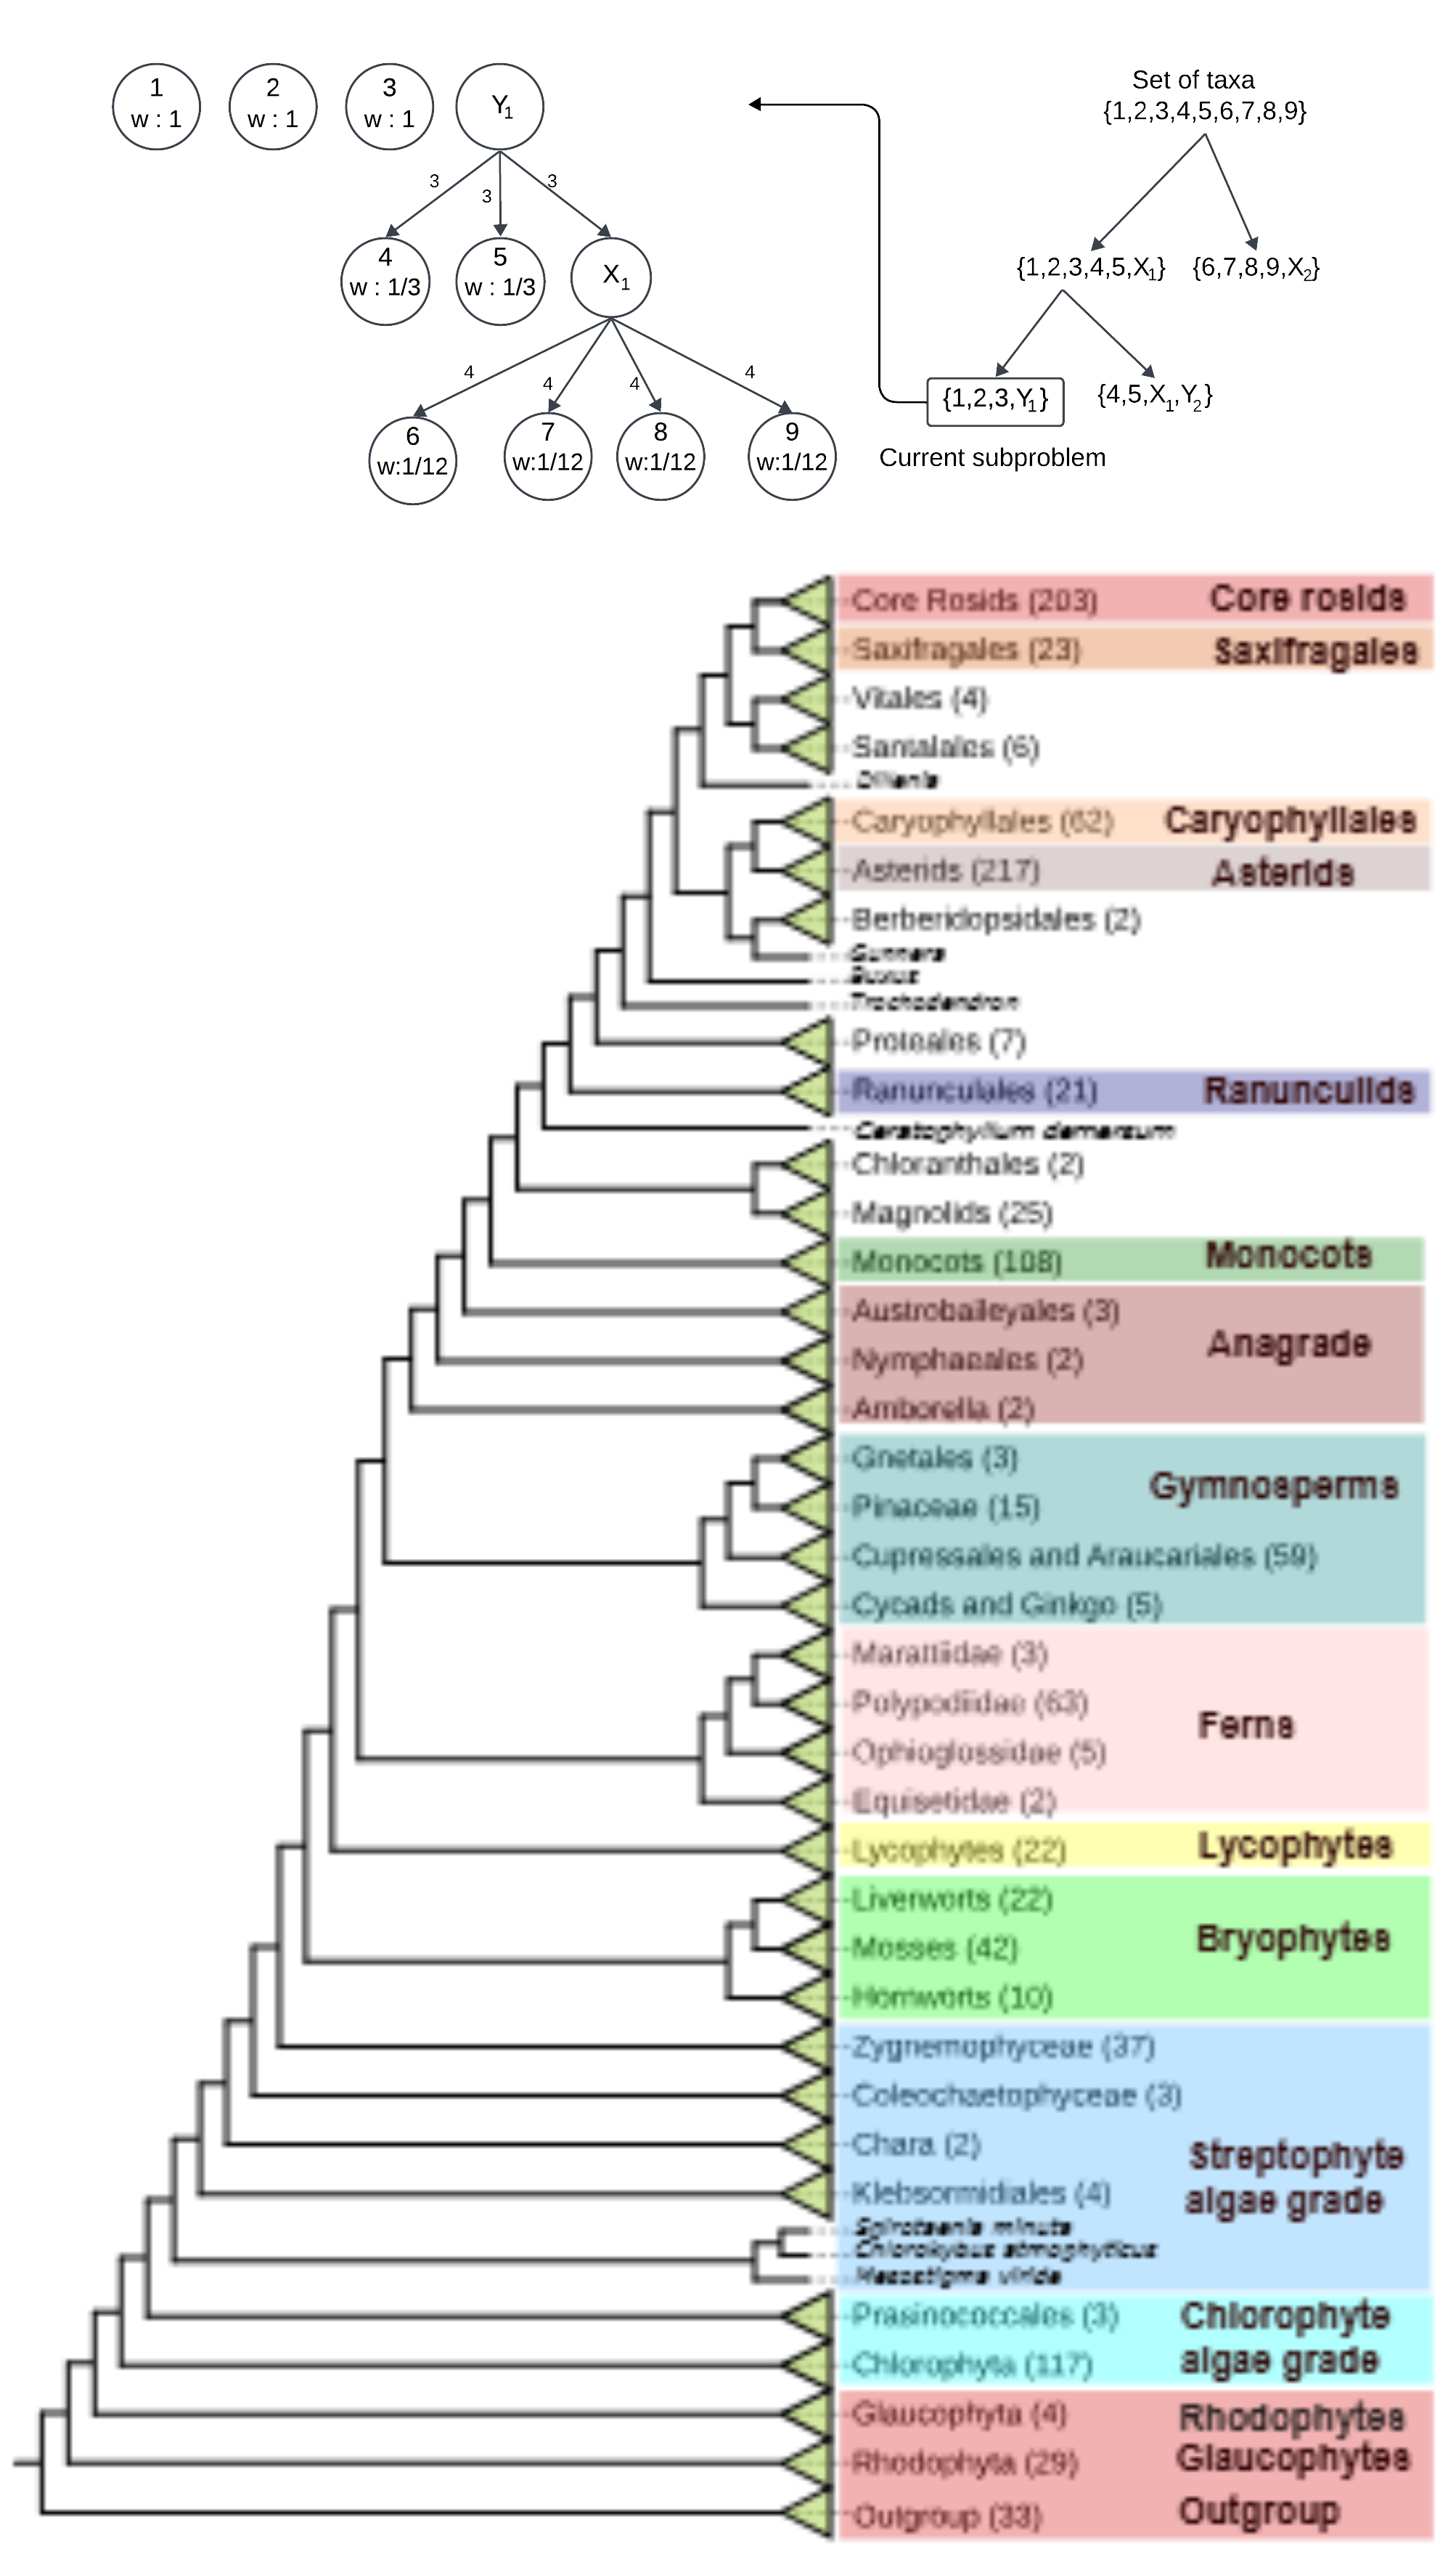 1
w : 1
2
w : 1
3
w : 1
Y1
3
3
3
4
w : 1/3
5
w : 1/3
X1
4
4
4
4
6
w:1/12
7
w:1/12
8
w:1/12
9
w:1/12
Set of taxa
{1,2,3,4,5,6,7,8,9}
{1,2,3,4,5,X1}
{6,7,8,9,X2}
{1,2,3,Y1}
{4,5,X1,Y2}
Current subproblem
Core Rosids (203) Core rosids
Saxifragales (23) Saxifragales
Vitales (4)
Santalales (6)
Dillenia
Caryophyllales (62) Caryophyllales
Asterids (217) Asterids
Berberidopsidales (2)
Gunnera
Buxus
Trochodendron
Proteales (7)
Ranunculales (21) Ranunculids
Ceratophyllum demersum
Chloranthales (2)
Magnolids (25)
Monocots (108) Monocots
Austrobaileyales (3)
Anagrade
Nymphaeales (2)
Amborella (2)
Gnetales (3)
Gymnosperms
Pinaceae (15)
Cupressales and Araucariales (59)
Cycads and Ginkgo (5)
Marattiidae (3)
Polypodiidae (63)
Ferns
Ophioglossidae (5)
Equisetidae (2)
Lycophytes (22) Lycophytes
Liverworts (22)
Bryophytes
Mosses (42)
Hornworts (10)
Zygnemophyceae (37)
Coleochaetophyceae (3)
Chara (2)
Streptophyte
algae grade
Klebsormidiales (4)
Spirotaenia minuta
Chlorokybus atmophyticus
Mesostigma viride
Prasinococcales (3) Chlorophyte
Chlorophyta (117) algae grade
Glaucophyta (4) Rhodophytes
Rhodophyta (29) Glaucophytes
Outgroup (33) Outgroup